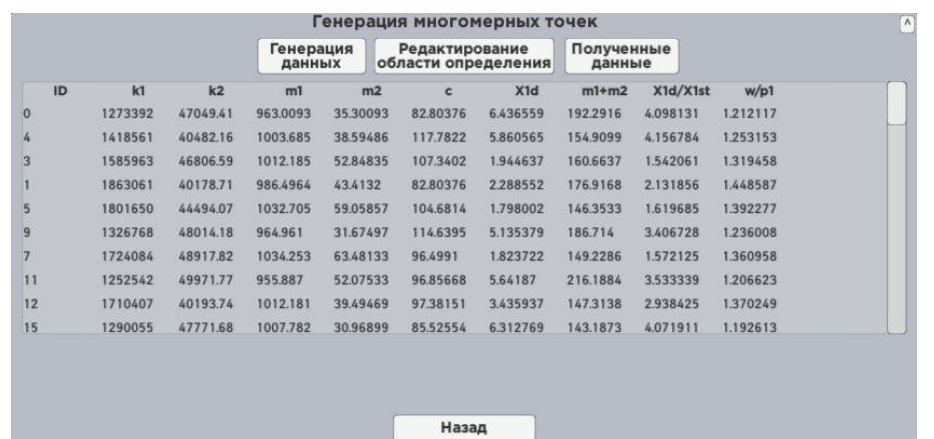 Генерация многомерных точек
^
Генерация данных
Редактирование области определения
Полученные данные
ID k1 k2 m1 m2 c X1d m1+m2 X1d/X1st w/p1
0 1273392 47049.41 963.0093 35.30093 82.80376 6.436559 192.2916 4.098131 1.212117
4 1418561 40482.16 1003.685 38.59486 117.7822 5.860565 154.9099 4.156784 1.253153
3 1585963 46806.59 1012.185 52.84835 107.3402 1.944637 160.6637 1.542061 1.319458
1 1863061 40178.71 986.4964 43.4132 82.80376 2.288552 176.9168 2.131856 1.448587
5 1801650 44494.07 1032.705 59.05857 104.6814 1.798002 146.3533 1.619685 1.392277
9 1326768 48014.18 964.961 31.67497 114.6395 5.135379 186.714 3.406728 1.236008
7 1724084 48917.82 1034.253 63.48133 96.4991 1.823722 149.2286 1.572125 1.360958
11 1252542 49971.77 955.887 52.07533 96.85668 5.64187 216.1884 3.533339 1.206623
12 1710407 40193.74 1012.181 39.49469 97.38151 3.435937 147.3138 2.938425 1.370249
15 1290055 47771.68 1007.782 30.96899 85.52554 6.312769 143.1873 4.071911 1.192613
Назад